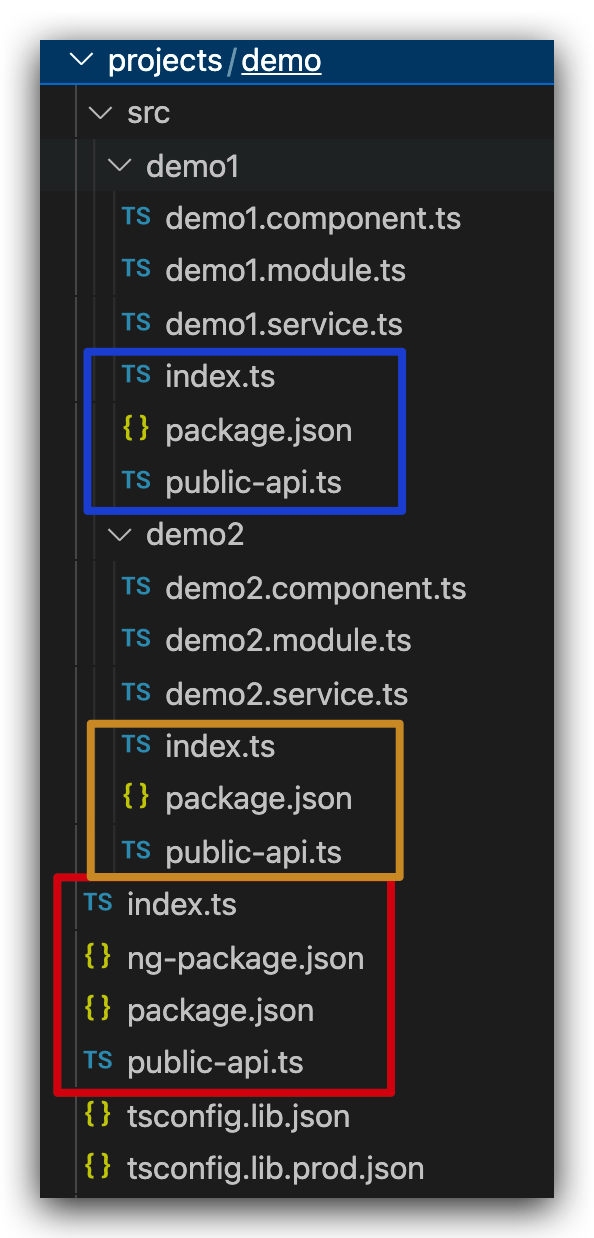 projects/demo
src
demo1
TS demo1.component.ts
TS demo1.module.ts
TS demo1.service.ts
TS index.ts
{ } package.json
TS public-api.ts
demo2
TS demo2.component.ts
TS demo2.module.ts
TS demo2.service.ts
TS index.ts
{ } package.json
TS public-api.ts
TS index.ts
{ } ng-package.json
{ } package.json
TS public-api.ts
{ } tsconfig.lib.json
{ } tsconfig.lib.prod.json